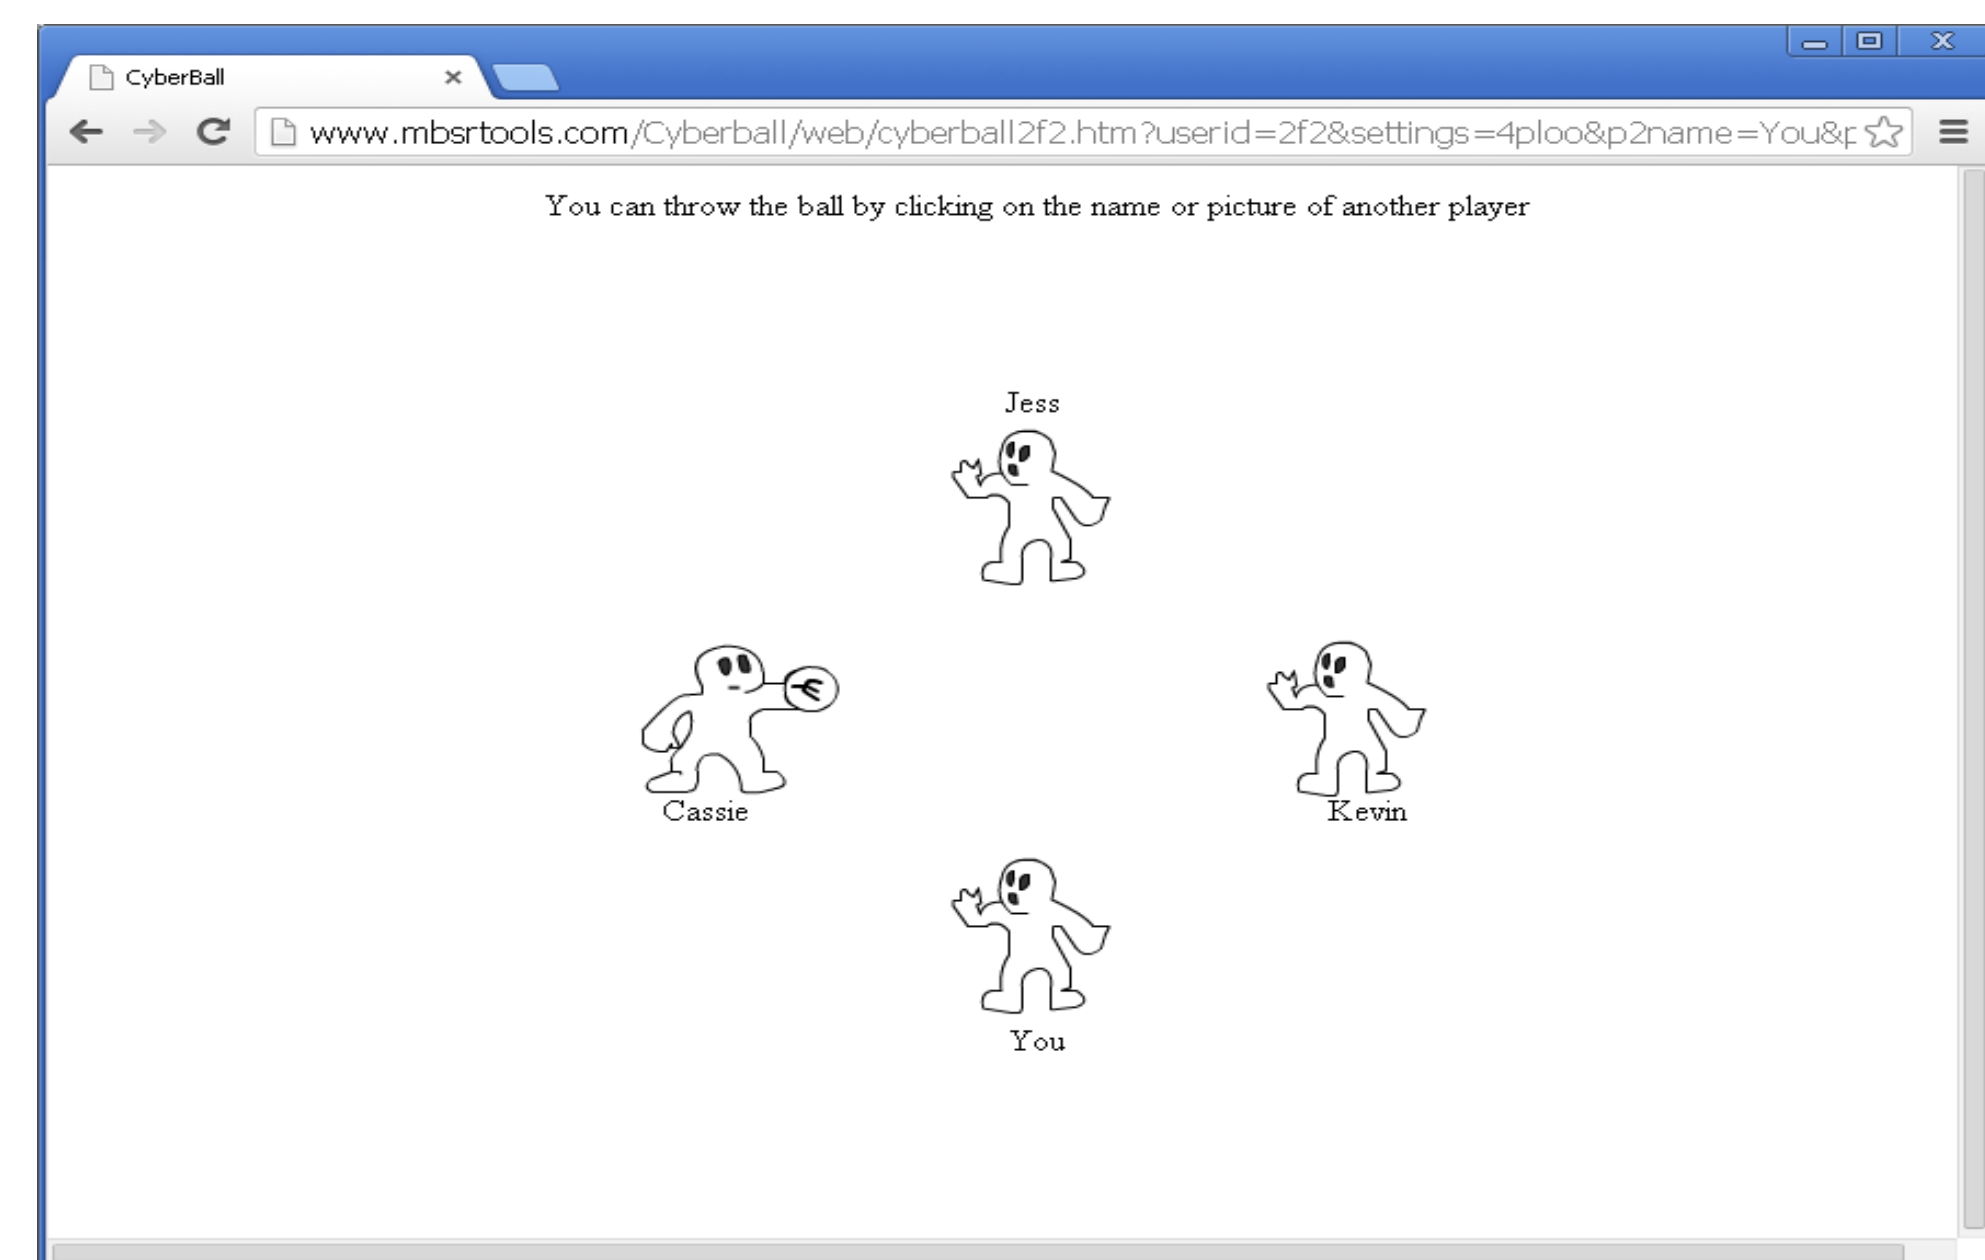 CyberBall
www.mbsrtools.com/Cyberball/web/cyberball2f2.htm?userid=2f2&settings=4ploo&p2name=You&p
You can throw the ball by clicking on the name or picture of another player
Jess
Cassie
Kevin
You